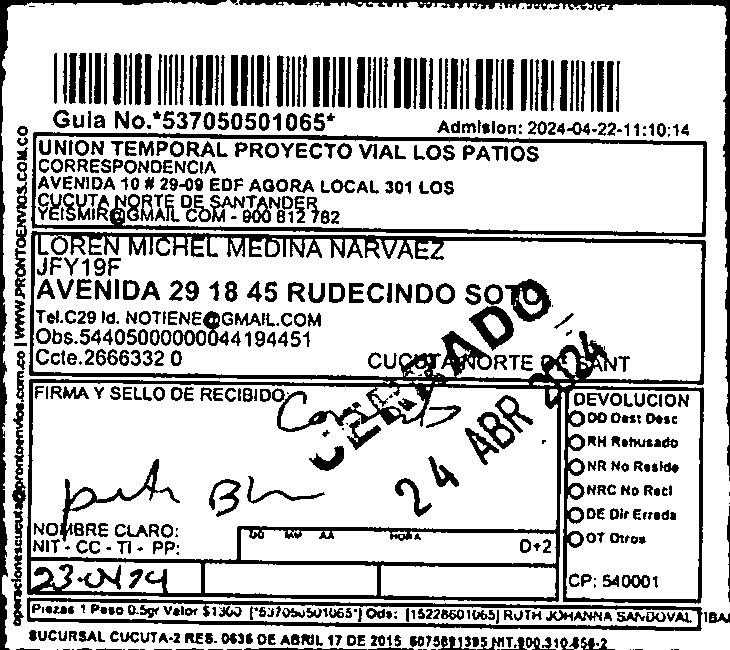 Guia No.*537050501065*
Admision: 2024-04-22-11:10:14
UNION TEMPORAL PROYECTO VIAL LOS PATIOS
CORRESPONDENCIA
AVENIDA 10 # 29-09 EDF AGORA LOCAL 301 LOS
CUCUTA NORTE DE SANTANDER
YEISMIR@GMAIL COM - 900 812 782
LOREN MICHEL MEDINA NARVAEZ
JFY19F
AVENIDA 29 18 45 RUDECINDO SOTO
Tel.C29 Id. NOTIENE@GMAIL.COM
Obs.54405000000044194451
Ccte.2666332 0
CUCUTA NORTE DE SANT
CERRADO
24 ABR 2024
FIRMA Y SELLO DE RECIBIDO:
DEVOLUCION
DD Dest Desc
RH Rehusado
NR No Reside
NRC No Recl
DE Dir Errada
OT Otros
CP: 540001
NOMBRE CLARO:
NIT - CC - TI - PP:
DD MM AA HORA
D+2
Piezas 1 Peso 0.5gr Valor $1300 [*537050501065*] Ods: [15228601065] RUTH JOHANNA SANDOVAL TIBA
SUCURSAL CUCUTA-2 RES. 0636 DE ABRIL 17 DE 2015 6075891395 NIT.900.310.856-2
operacionescucuta@prontoenvios.com.co | WWW.PRONTOENVIOS.COM.CO